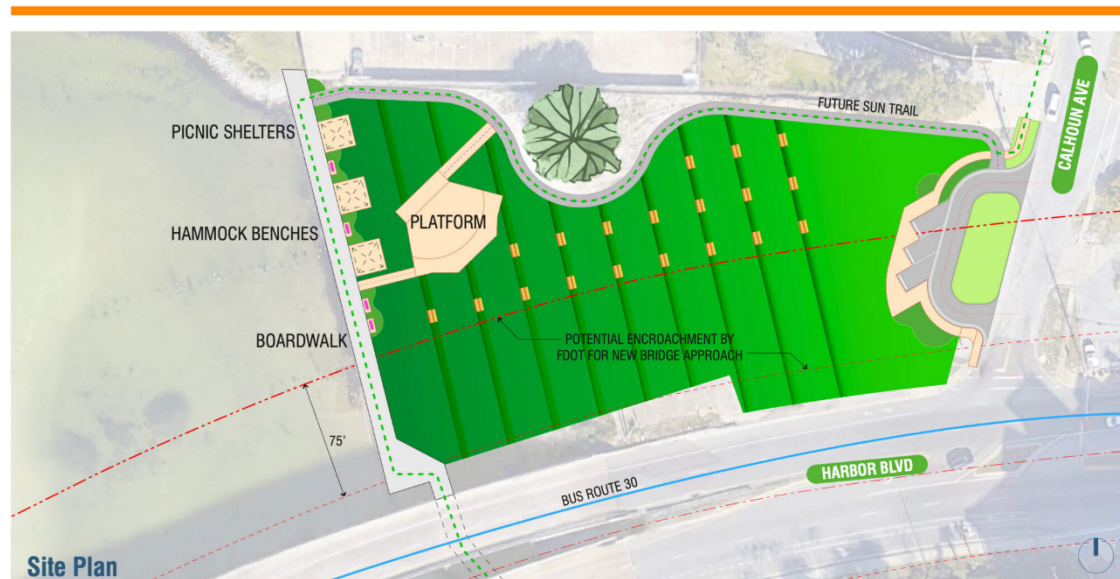 FUTURE SUN TRAIL
CALHOUN AVE
PICNIC SHELTERS
HAMMOCK BENCHES
PLATFORM
BOARDWALK
POTENTIAL ENCROACHMENT BY
FDOT FOR NEW BRIDGE APPROACH
75'
BUS ROUTE 30
HARBOR BLVD
Site Plan